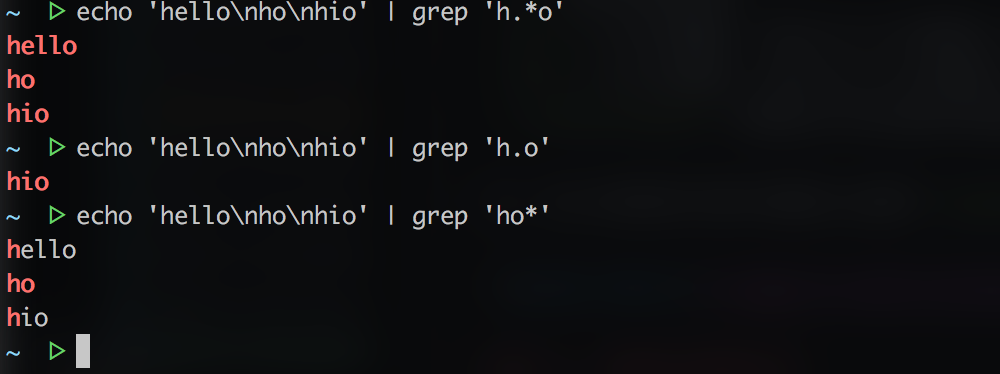 ~ ▷ echo 'hello\nho\nhio' | grep 'h.*o'
hello
ho
hio
~ ▷ echo 'hello\nho\nhio' | grep 'h.o'
hio
~ ▷ echo 'hello\nho\nhio' | grep 'ho*'
hello
ho
hio
~ ▷